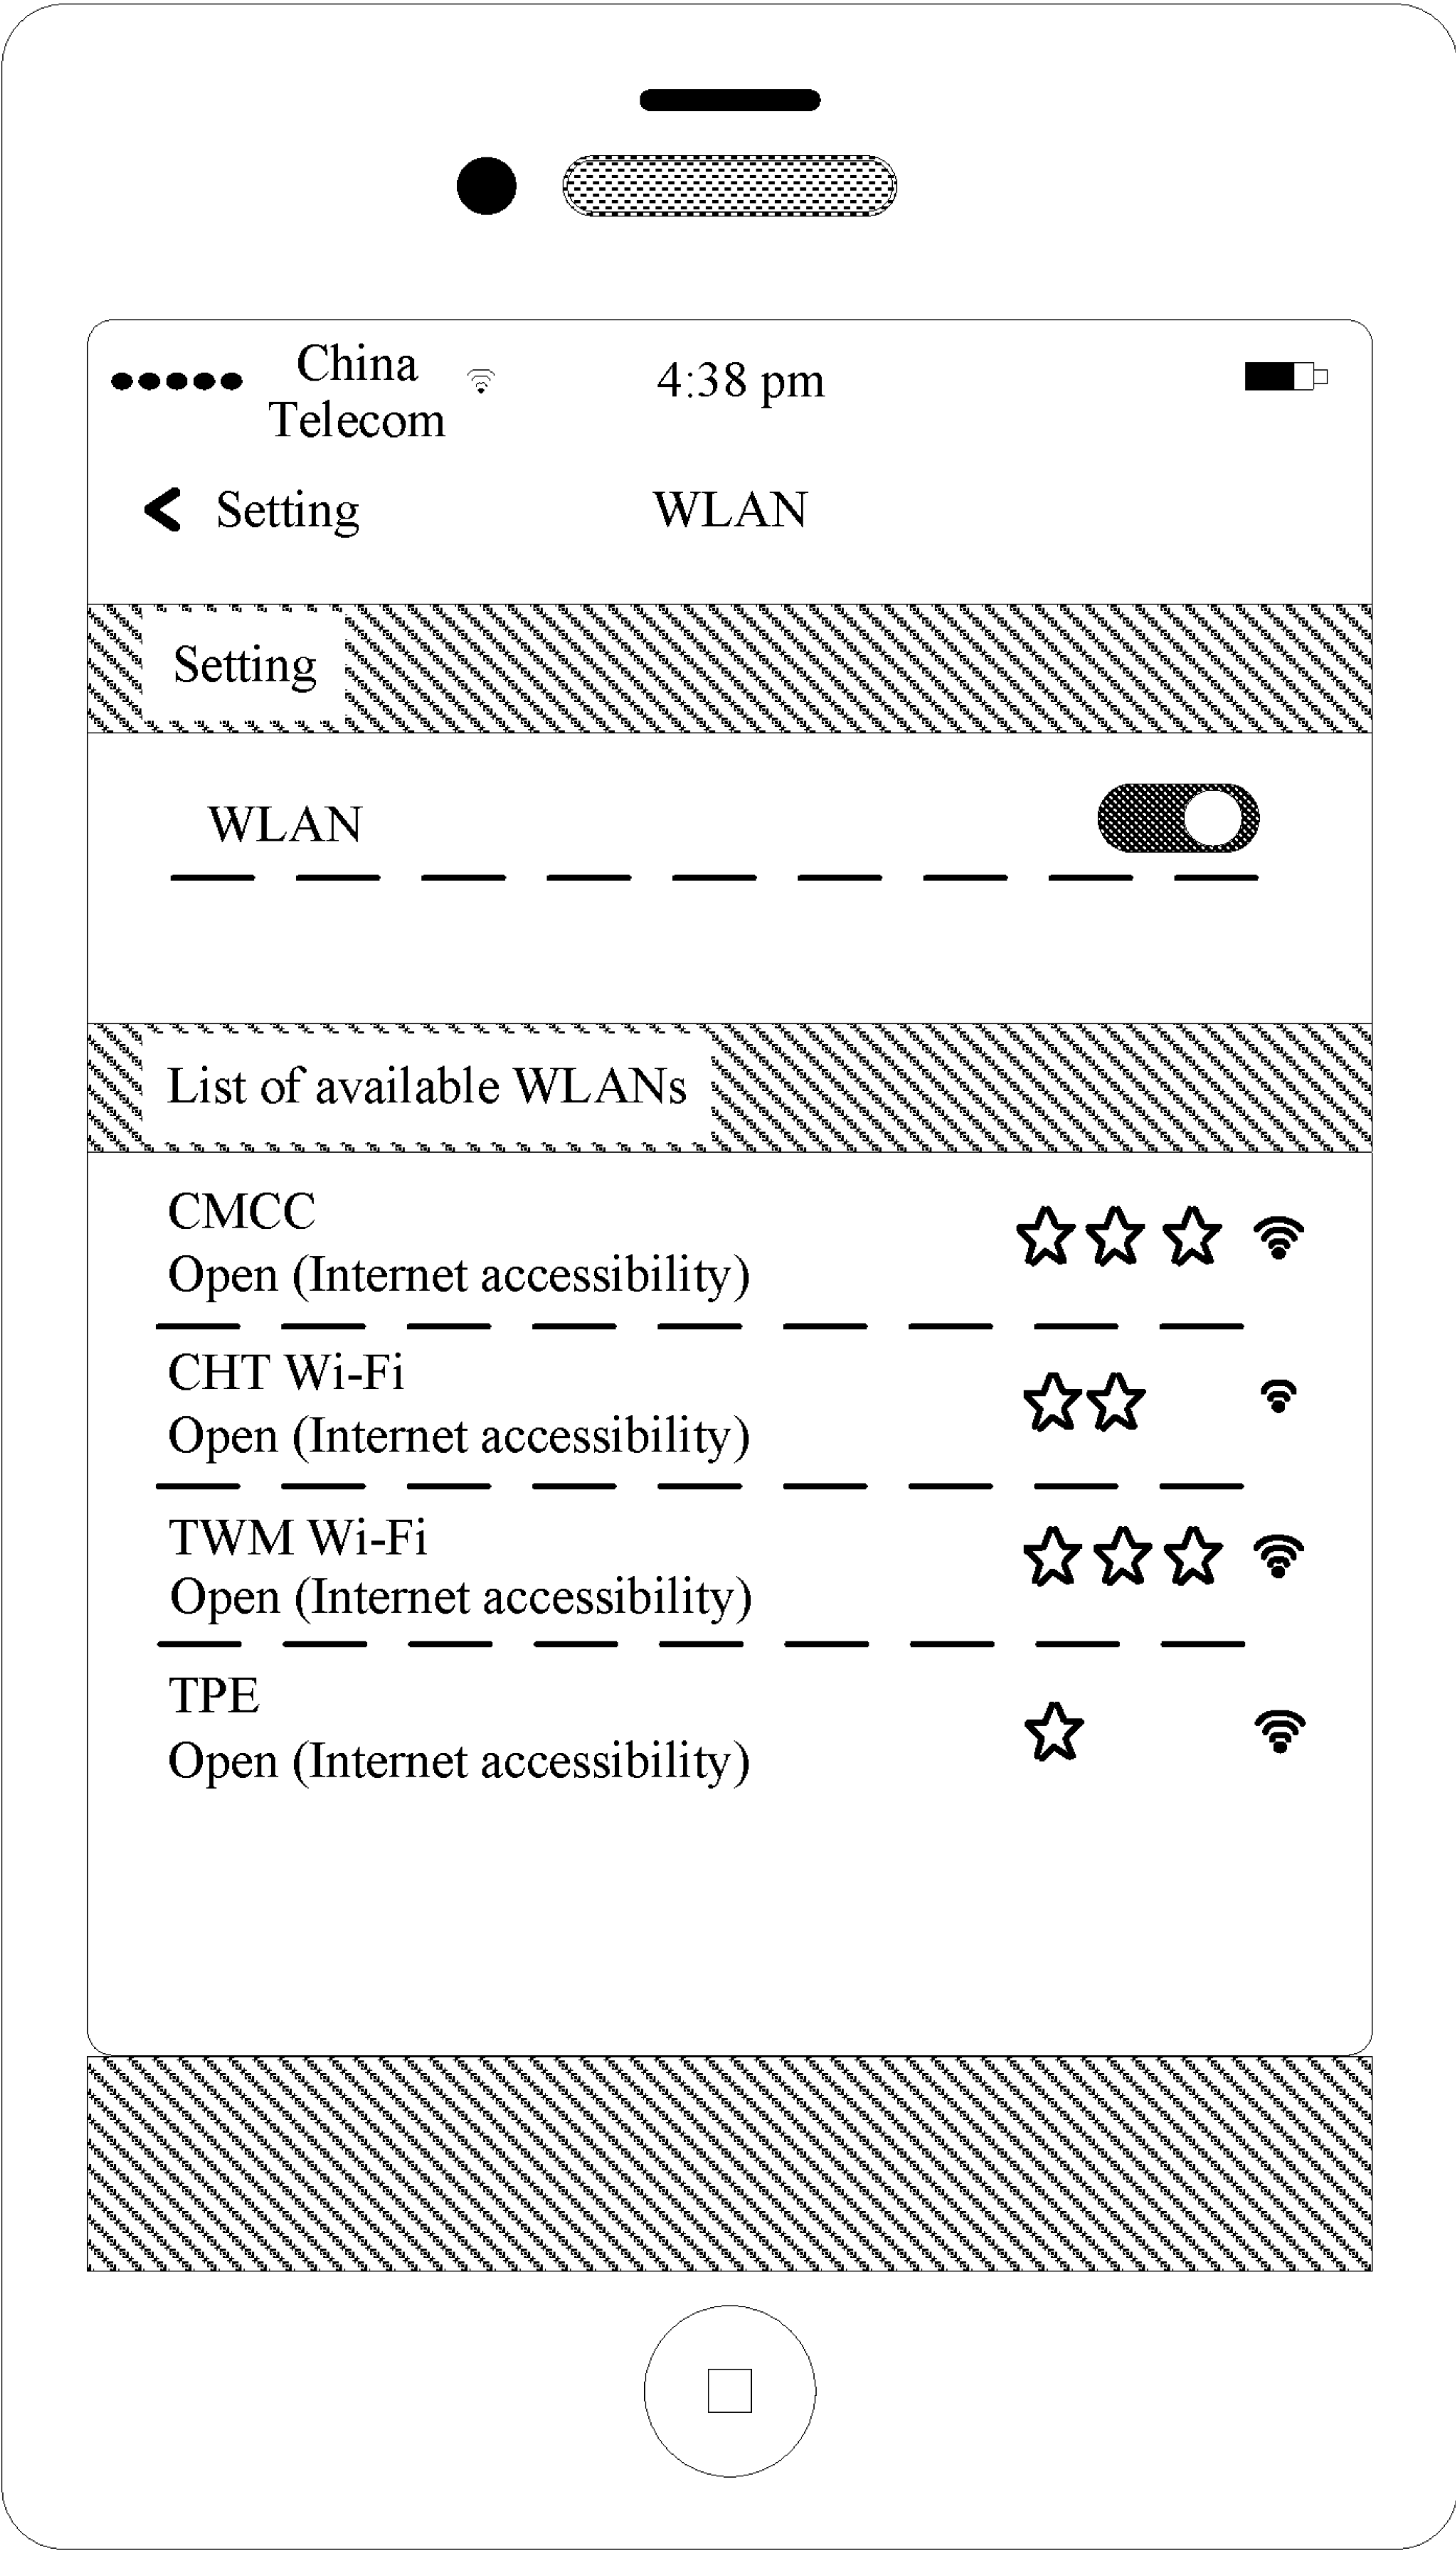 China
Telecom
4:38 pm
Setting
WLAN
Setting
WLAN
List of available WLANs
CMCC
Open (Internet accessibility)
CHT Wi-Fi
Open (Internet accessibility)
TWM Wi-Fi
Open (Internet accessibility)
TPE
Open (Internet accessibility)